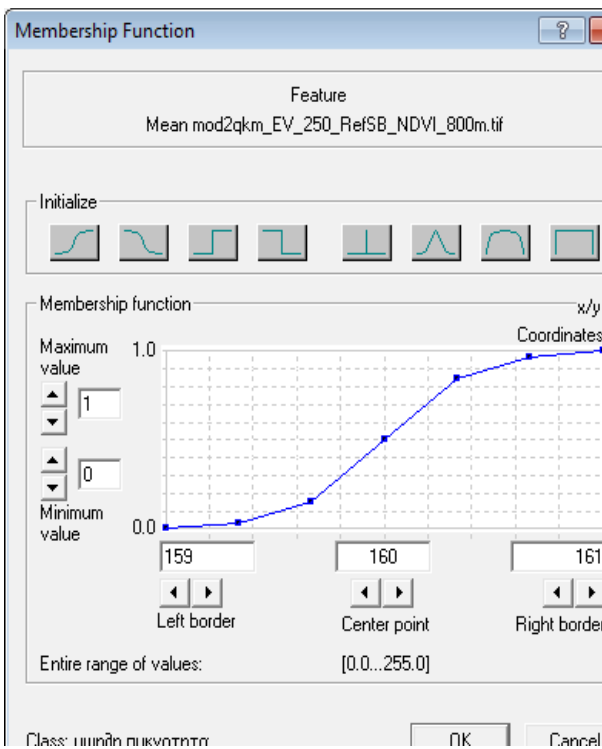 Membership Function
?
Feature
Mean mod2qkm_EV_250_RefSB_NDVI_800m.tif
Initialize
Membership function
x/y
Coordinates
Maximum
value
1.0
1
0
Minimum
value
0.0
159
160
161
Left border
Center point
Right border
Entire range of values:
[0.0...255.0]
Class:
OK
Cancel